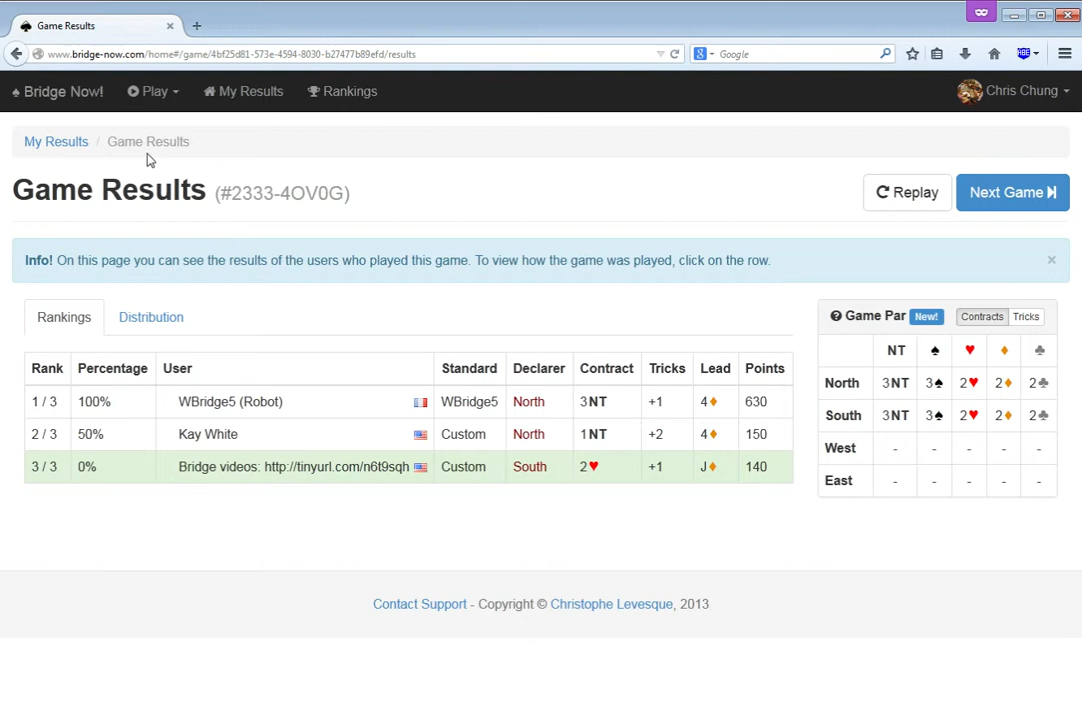 Game Results
www.bridge-now.com/home#/game/4bf25d81-573e-4594-8030-b27477b89efd/results
Google
Bridge Now! Play My Results Rankings Chris Chung
My Results / Game Results
Game Results (#2333-4OV0G) Replay Next Game
Info! On this page you can see the results of the users who played this game. To view how the game was played, click on the row. ×
Rankings Distribution
Rank Percentage User Standard Declarer Contract Tricks Lead Points
1 / 3 100% WBridge5 (Robot) WBridge5 North 3NT +1 4♦ 630
2 / 3 50% Kay White Custom North 1NT +2 4♦ 150
3 / 3 0% Bridge videos: http://tinyurl.com/n6t9sqh Custom South 2♥ +1 J♦ 140
Game Par New! Contracts Tricks
NT ♠ ♥ ♦ ♣
North 3NT 3♠ 2♥ 2♦ 2♣
South 3NT 3♠ 2♥ 2♦ 2♣
West - - - - -
East - - - - -
Contact Support - Copyright © Christophe Levesque, 2013